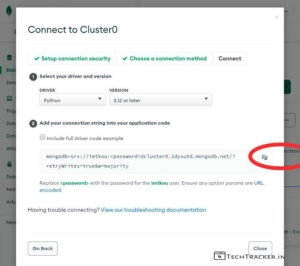 Connect to Cluster0
Setup connection security
Choose a connection method
Connect
1 Select your driver and version
DRIVER
VERSION
Python
3.12 or later
2 Add your connection string into your application code
Include full driver code example
mongodb+srv://imtkou:<password>@cluster0.1dyxutd.mongodb.net/?
retryWrites=true&w=majority
Replace <password> with the password for the imtkou user. Ensure any option params are URL
encoded.
Having trouble connecting? View our troubleshooting documentation
Go Back
Close
TECHTRACKER.IN